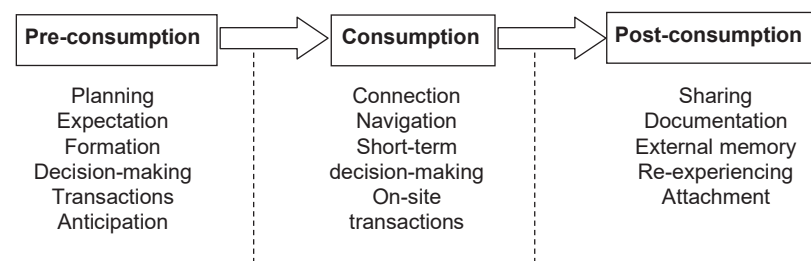 Pre-consumption
Planning
Expectation
Formation
Decision-making
Transactions
Anticipation
Consumption
Connection
Navigation
Short-term
decision-making
On-site
transactions
Post-consumption
Sharing
Documentation
External memory
Re-experiencing
Attachment